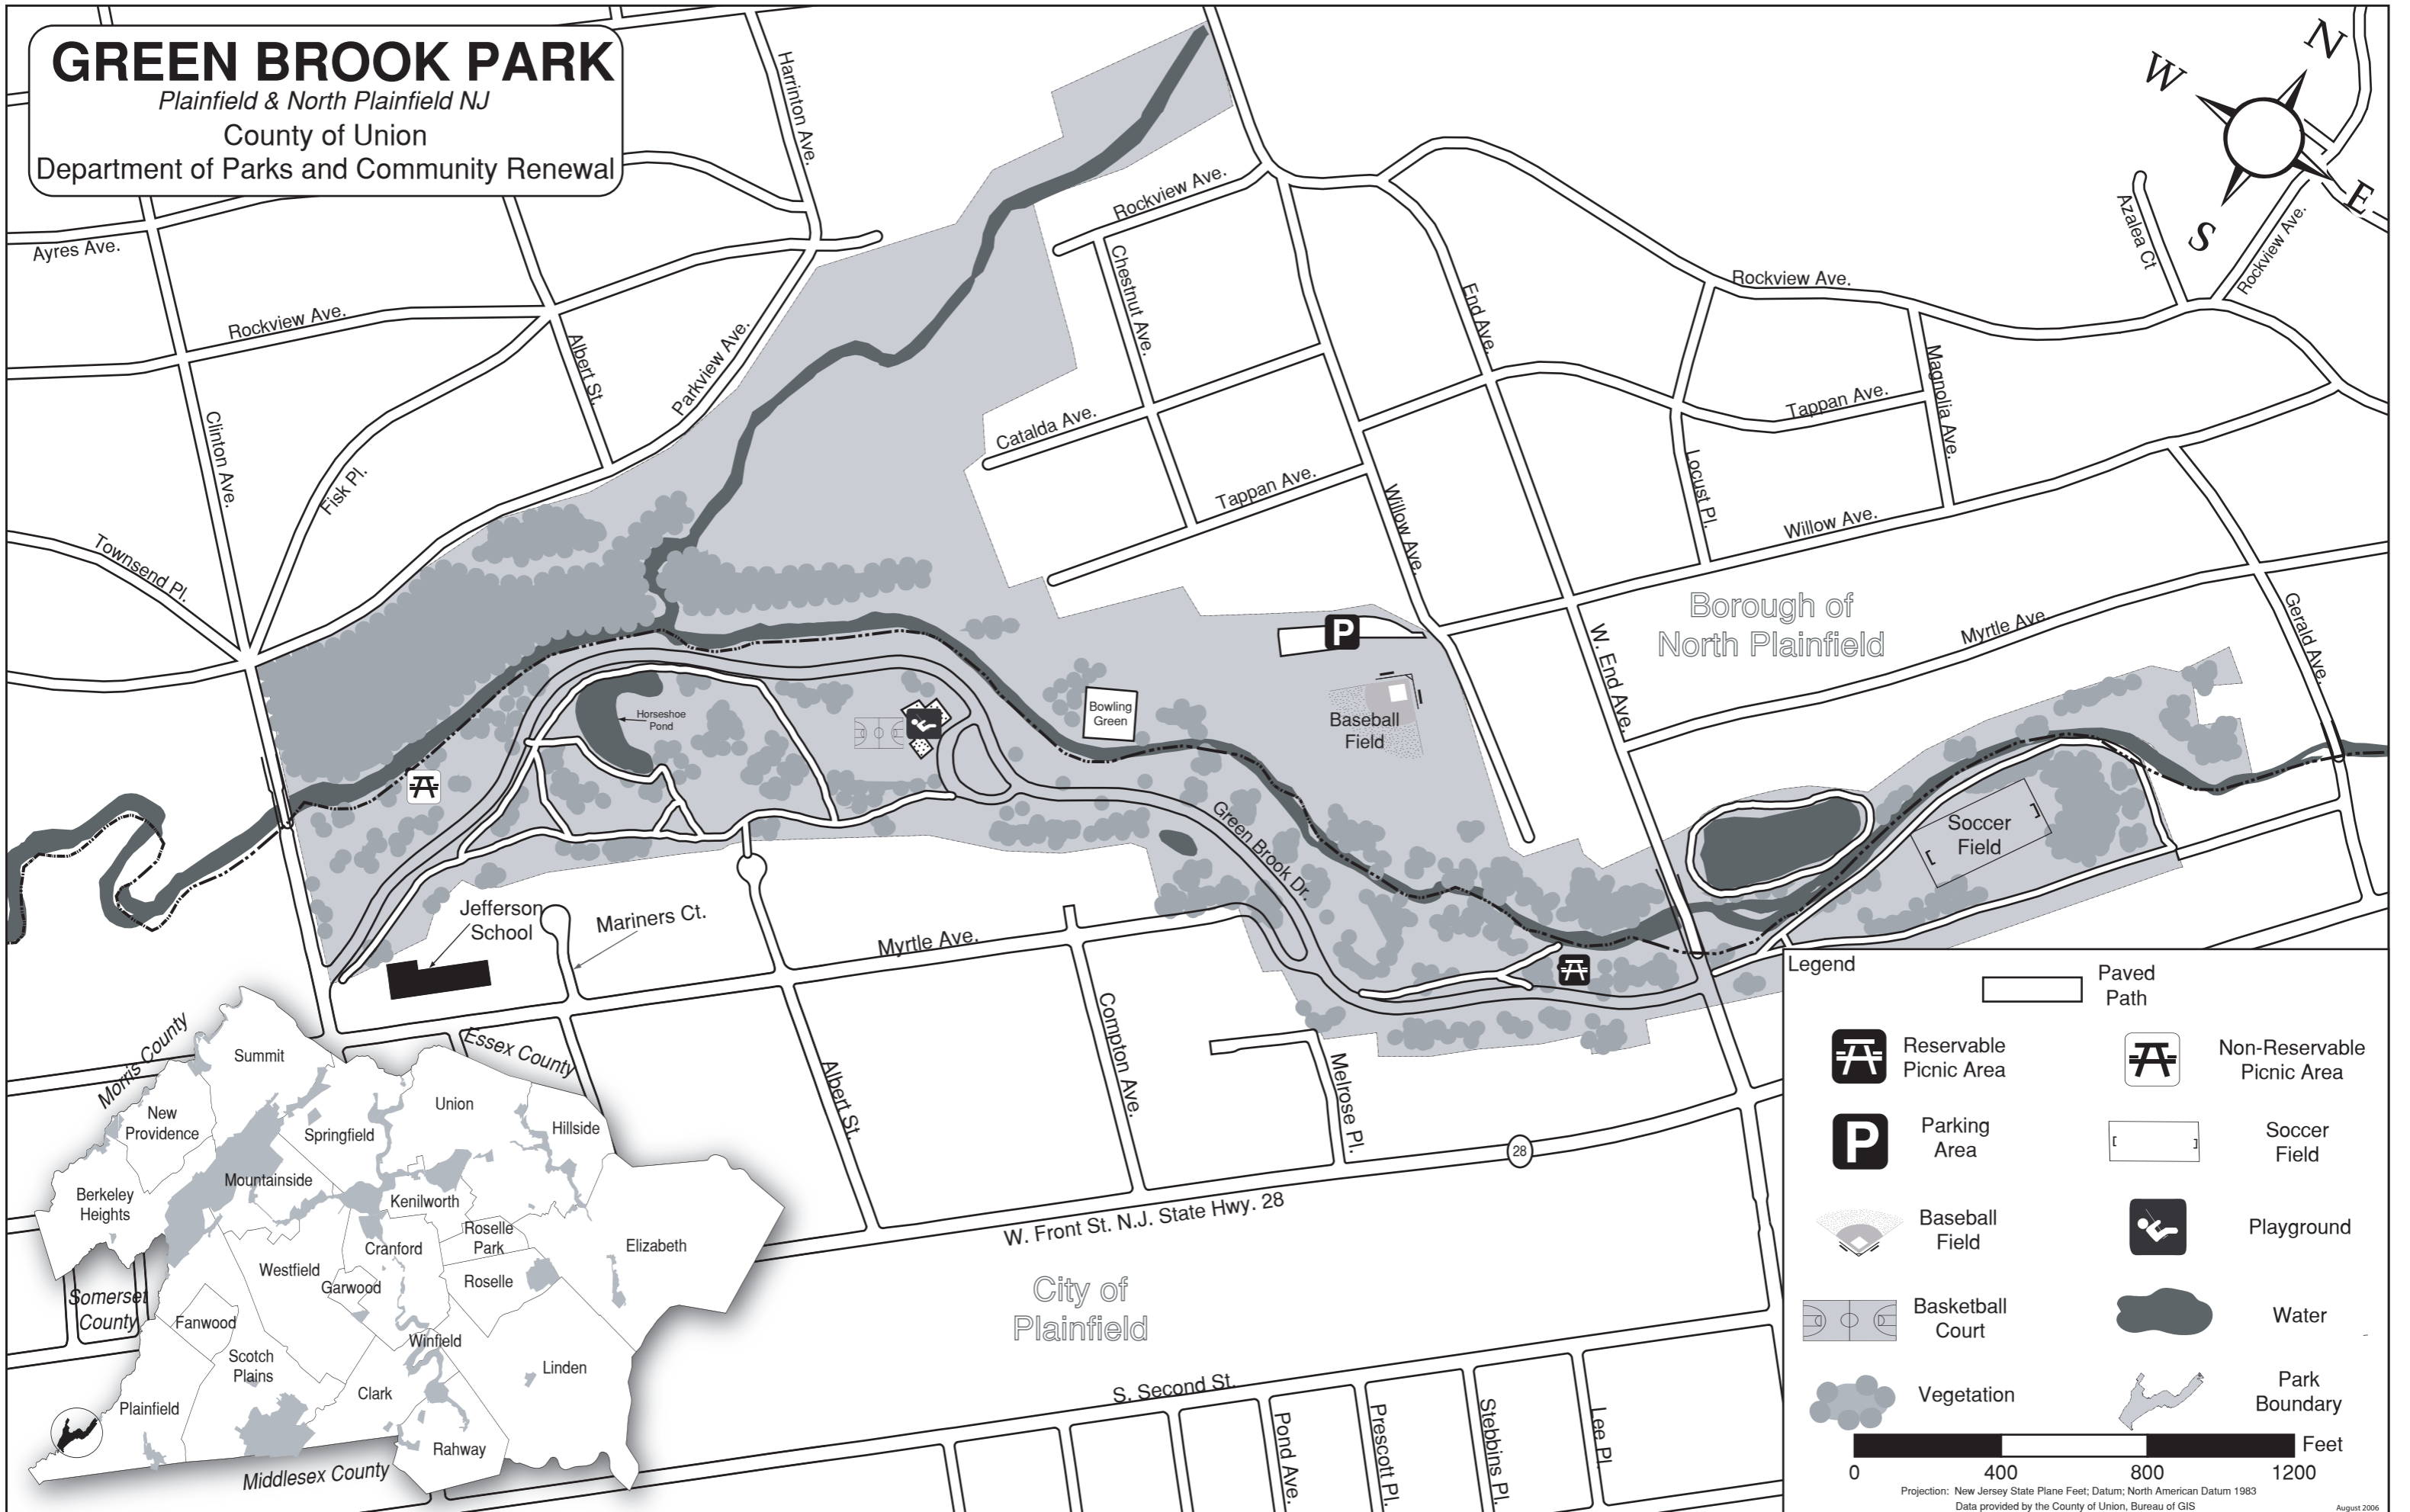 GREEN BROOK PARK
Plainfield & North Plainfield NJ
County of Union
Department of Parks and Community Renewal
N
W
E
S
Harrinton Ave.
Rockview Ave.
Chestnut Ave.
End Ave.
Rockview Ave.
Azalea Ct
Rockview Ave.
Ayres Ave.
Rockview Ave.
Albert St.
Parkview Ave.
Clinton Ave.
Fisk Pl.
Townsend Pl.
Catalda Ave.
Tappan Ave.
Willow Ave.
Tappan Ave.
Magnolia Ave.
Locust Pl.
Willow Ave.
Borough of
North Plainfield
Myrtle Ave.
Gerald Ave.
W. End Ave.
P
Baseball
Field
Bowling
Green
Horseshoe
Pond
Green Brook Dr.
Soccer
Field
Jefferson
School
Mariners Ct.
Myrtle Ave.
Compton Ave.
Albert St.
Melrose Pl.
28
W. Front St. N.J. State Hwy. 28
City of
Plainfield
S. Second St.
Pond Ave.
Prescott Pl.
Stebbins Pl.
Lee Pl.
Morris County
Essex County
Summit
New
Providence
Springfield
Union
Hillside
Berkeley
Heights
Mountainside
Kenilworth
Roselle
Park
Cranford
Elizabeth
Westfield
Garwood
Roselle
Somerset
County
Fanwood
Winfield
Scotch
Plains
Linden
Clark
Plainfield
Rahway
Middlesex County
Legend
Paved
Path
Reservable
Picnic Area
Non-Reservable
Picnic Area
P
Parking
Area
Soccer
Field
Baseball
Field
Playground
Basketball
Court
Water
Vegetation
Park
Boundary
Feet
0 400 800 1200
Projection: New Jersey State Plane Feet; Datum; North American Datum 1983
Data provided by the County of Union, Bureau of GIS
August 2006